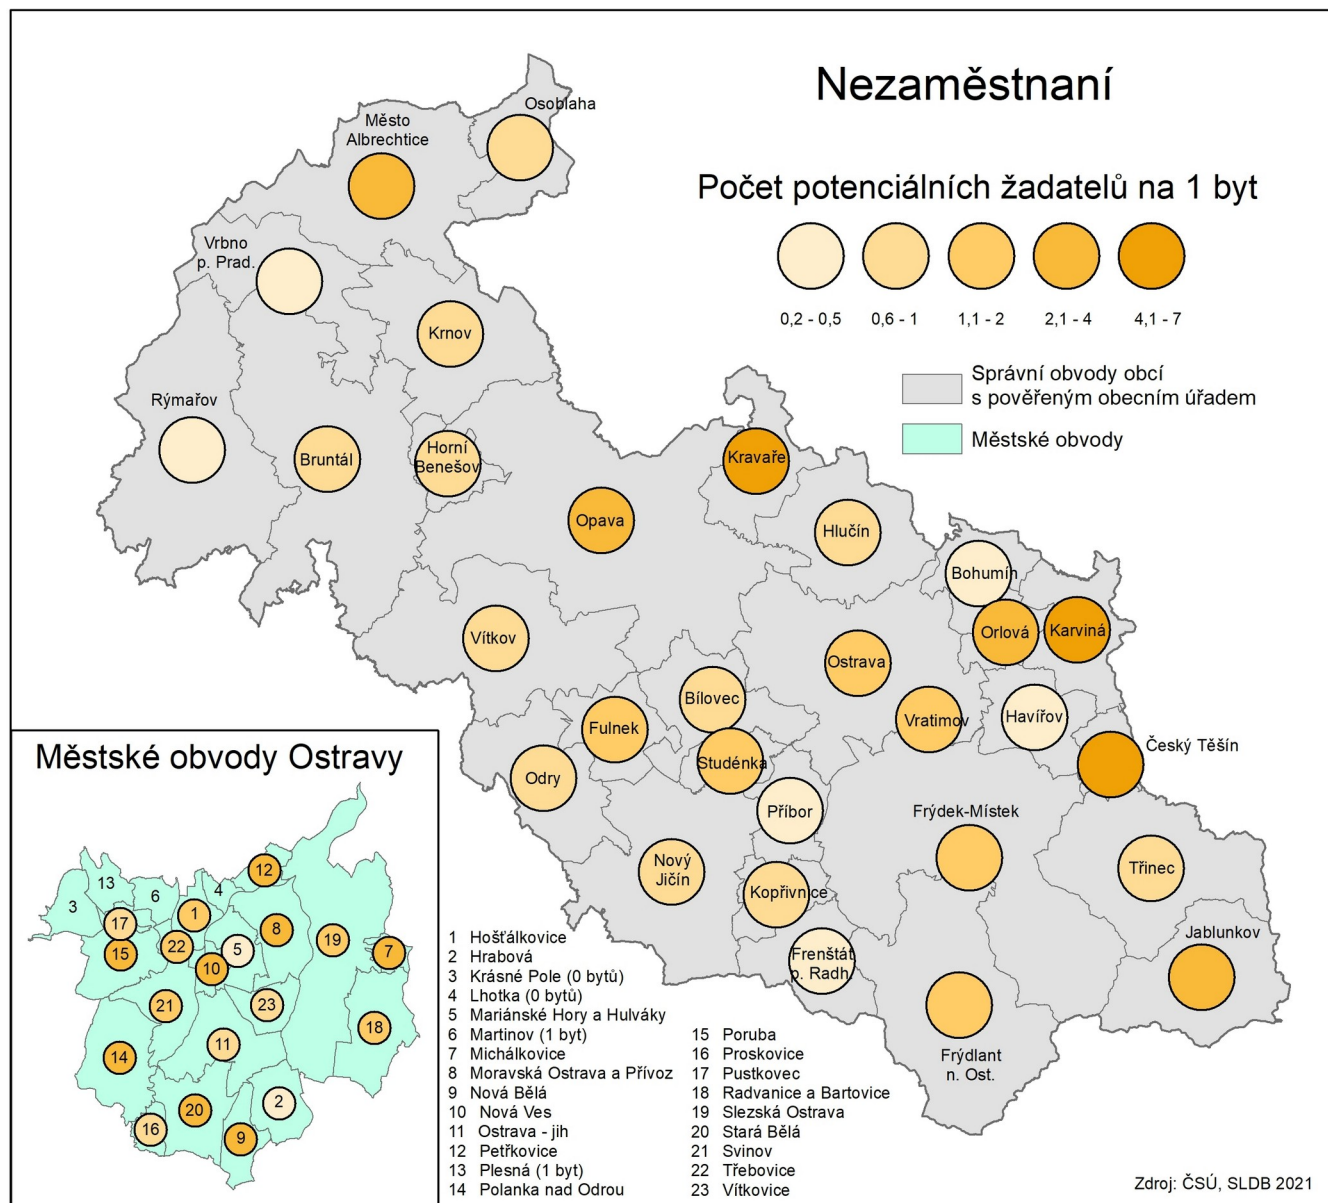 Nezaměstnaní
Počet potenciálních žadatelů na 1 byt
0,2 - 0,5
0,6 - 1
1,1 - 2
2,1 - 4
4,1 - 7
Správní obvody obcí
s pověřeným obecním úřadem
Městské obvody
Osoblaha
Město
Albrechtice
Vrbno
p. Prad.
Krnov
Rýmařov
Bruntál
Horní
Benešov
Kravaře
Opava
Hlučín
Bohumín
Orlová
Karviná
Vítkov
Ostrava
Bílovec
Vratimov
Havířov
Fulnek
Studénka
Český Těšín
Odry
Příbor
Frýdek-Místek
Nový
Jičín
Kopřivnice
Třinec
Frenštát
p. Radh.
Jablunkov
Frýdlant
n. Ost.
Městské obvody Ostravy
12
13
4
6
3
1
17
8
19
22
5
7
15
10
21
23
18
11
14
2
20
16
9
1 Hošťálkovice
2 Hrabová
3 Krásné Pole (0 bytů)
4 Lhotka (0 bytů)
5 Mariánské Hory a Hulváky
6 Martinov (1 byt)
7 Michálkovice
8 Moravská Ostrava a Přívoz
9 Nová Bělá
10 Nová Ves
11 Ostrava - jih
12 Petřkovice
13 Plesná (1 byt)
14 Polanka nad Odrou
15 Poruba
16 Proskovice
17 Pustkovec
18 Radvanice a Bartovice
19 Slezská Ostrava
20 Stará Bělá
21 Svinov
22 Třebovice
23 Vítkovice
Zdroj: ČSÚ, SLDB 2021